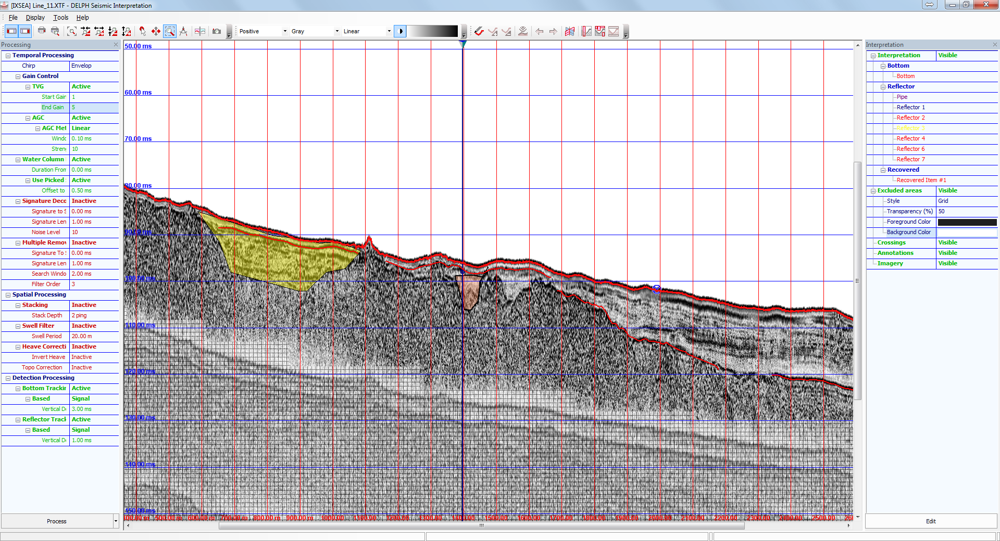 [IXSEA] Line_11.XTF - DELPH Seismic Interpretation
File Display Tools Help
Positive Gray Linear
Processing
Temporal Processing
Chirp Envelop
Gain Control
TVG Active
Start Gain 1
End Gain 5
AGC Active
AGC Met Linear
Windo 0.10 ms
Streng 10
Water Column Active
Duration From 0.00 ms
Use Picked Active
Offset to 0.50 ms
Signature Deco Inactive
Signature to S 0.00 ms
Signature Len 1.00 ms
Noise Level 10
Multiple Remov Inactive
Signature To S 0.00 ms
Signature Len 1.00 ms
Search Windo 2.00 ms
Filter Order 3
Spatial Processing
Stacking Inactive
Stack Depth 2 ping
Swell Filter Inactive
Swell Period 20.00 m
Heave Correcti Inactive
Invert Heave Inactive
Topo Correction Inactive
Detection Processing
Bottom Trackin Active
Based Signal
Vertical De 3.00 ms
Reflector Track Active
Based Signal
Vertical De 1.00 ms
Process
50.00 ms
60.00 ms
70.00 ms
80.00 ms
90.00 ms
100.00 ms
110.00 ms
120.00 ms
130.00 ms
140.00 ms
150.00 ms
400.00 m 500.00 m 600.00 m 700.00 m 800.00 m 900.00 m 1000.00 1100.00 1200.00 1300.00 1400.00 1500.00 1600.00 1700.00 1800.00 1900.00 2000.00 2100.00 2200.00 2300.00 2400.00 2500.00 260
Interpretation
Interpretation Visible
Bottom
Bottom
Reflector
Pipe
Reflector 1
Reflector 2
Reflector 3
Reflector 4
Reflector 6
Reflector 7
Recovered
Recovered Item #1
Excluded areas Visible
Style Grid
Transparency (%) 50
Foreground Color
Background Color
Crossings Visible
Annotations Visible
Imagery Visible
Edit